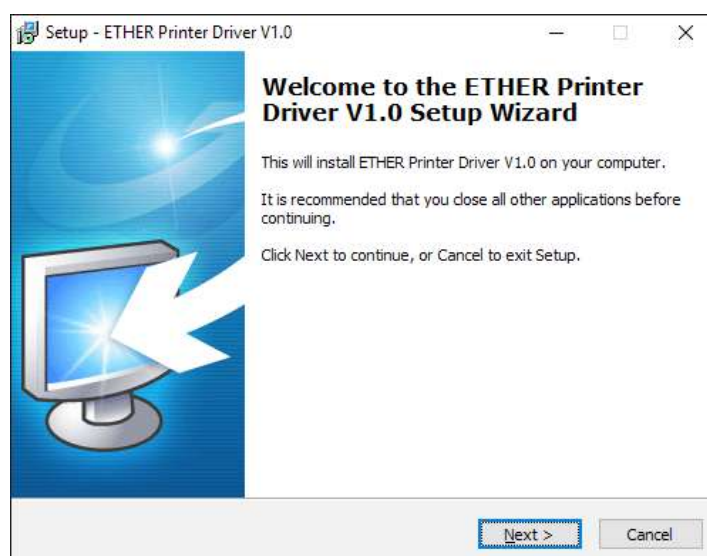 Setup - ETHER Printer Driver V1.0
Welcome to the ETHER Printer
Driver V1.0 Setup Wizard
This will install ETHER Printer Driver V1.0 on your computer.
It is recommended that you close all other applications before
continuing.
Click Next to continue, or Cancel to exit Setup.
Next >
Cancel